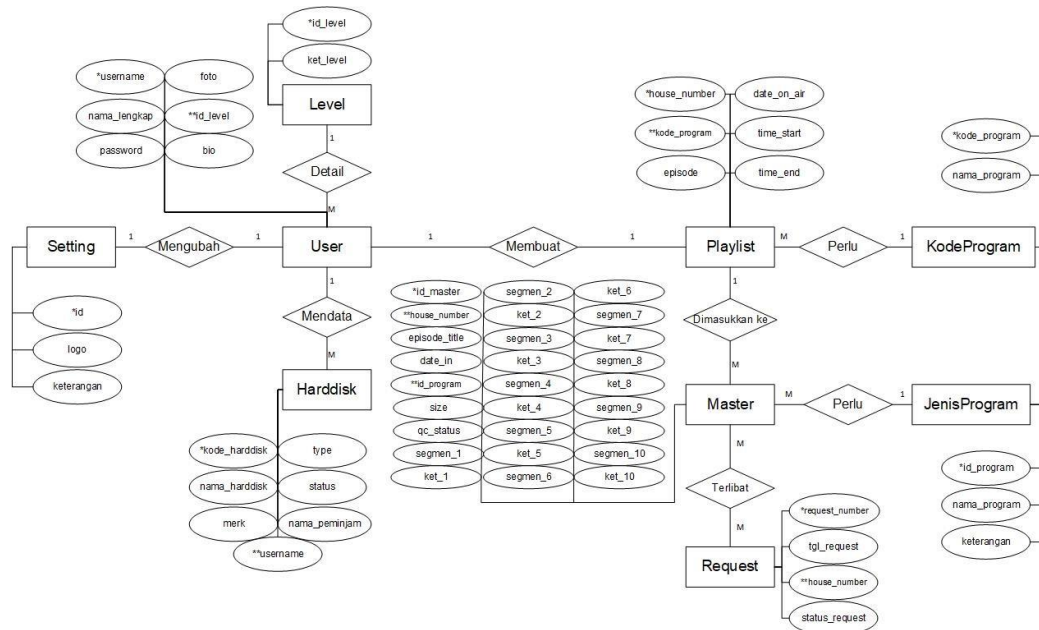 *id_level
ket_level
Level
1
Detail
M
*username
foto
nama_lengkap
**id_level
password
bio
*house_number
date_on_air
**kode_program
time_start
episode
time_end
*kode_program
nama_program
Setting
1
Mengubah
1
User
1
Membuat
1
Playlist
M
Perlu
1
KodeProgram
*id
logo
keterangan
1
Mendata
M
Harddisk
*kode_harddisk
type
nama_harddisk
status
merk
nama_peminjam
**username
*id_master
segmen_2
ket_6
**house_number
ket_2
segmen_7
episode_title
segmen_3
ket_7
date_in
ket_3
segmen_8
**id_program
segmen_4
ket_8
size
ket_4
segmen_9
qc_status
segmen_5
ket_9
segmen_1
ket_5
segmen_10
ket_1
segmen_6
ket_10
1
Dimasukkan ke
M
Master
M
Perlu
1
JenisProgram
*id_program
nama_program
keterangan
M
Terlibat
M
Request
*request_number
tgl_request
**house_number
status_request